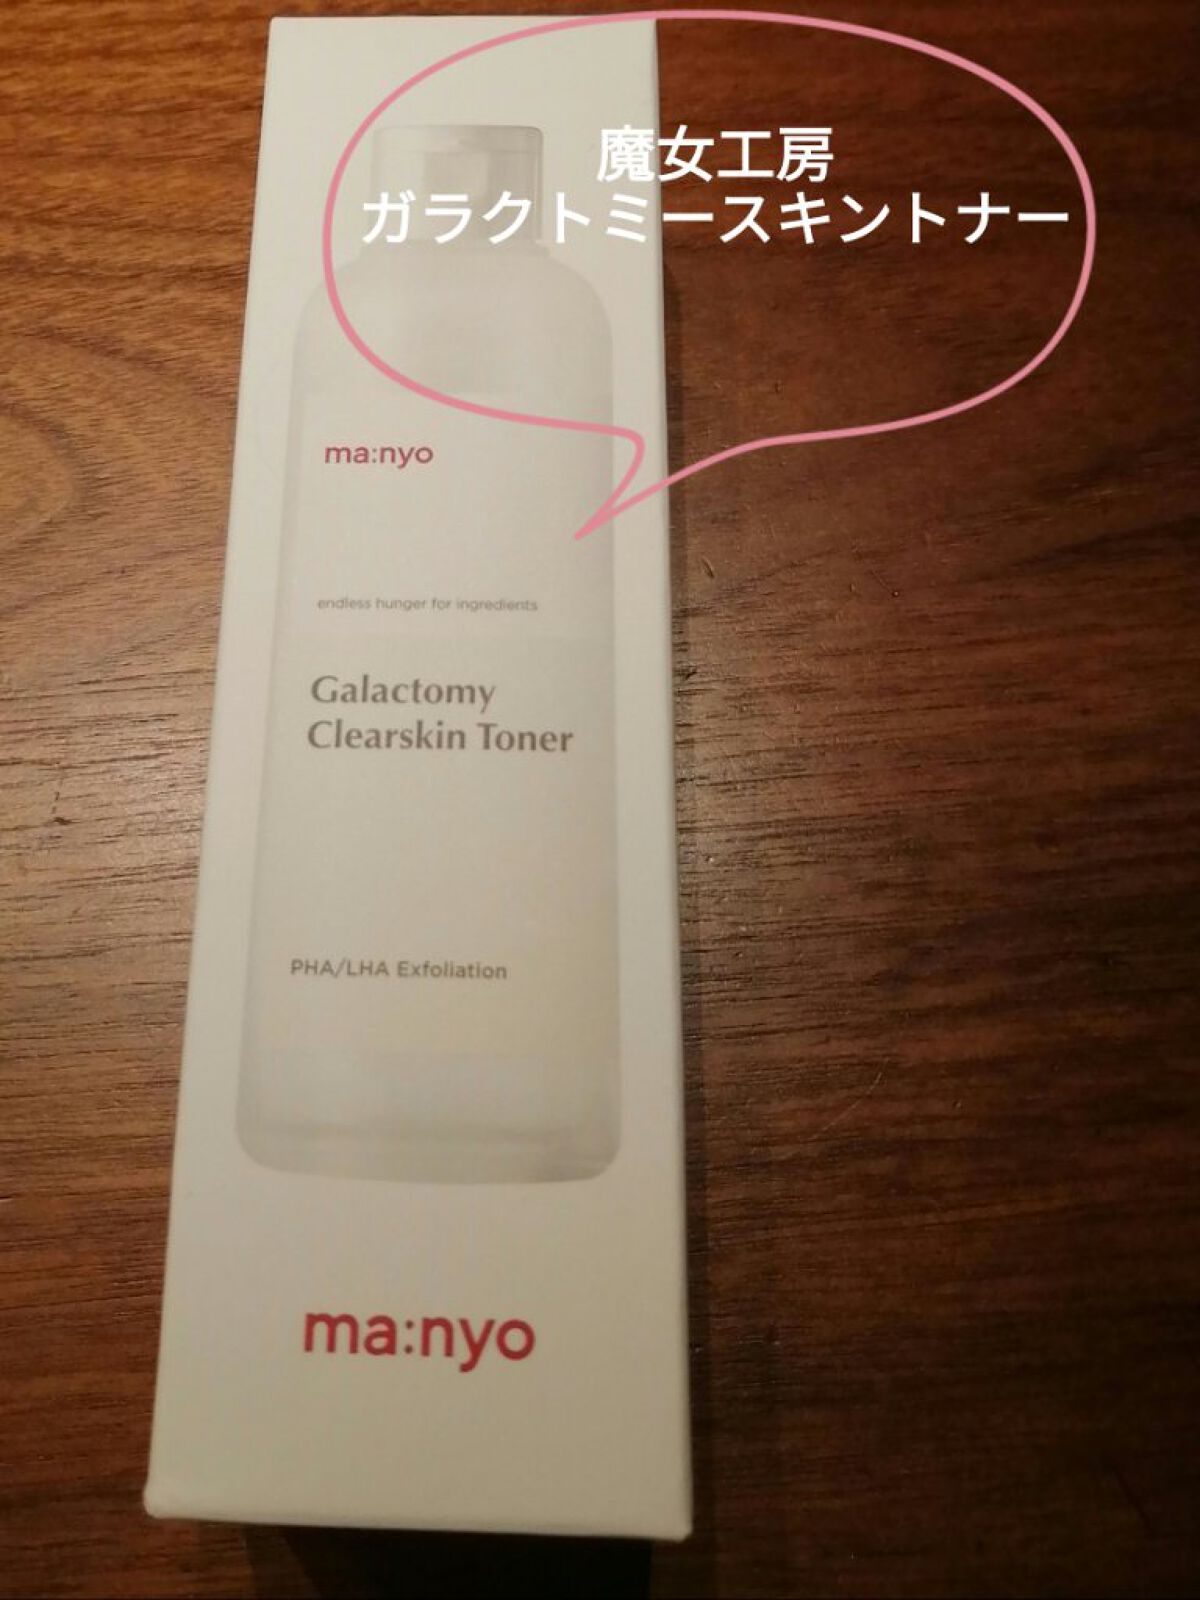 魔女工房
ガラクトミースキントナー
ma:nyo
endless hunger for ingredients
Galactomy
Clearskin Toner
PHA/LHA Exfoliation
ma:nyo